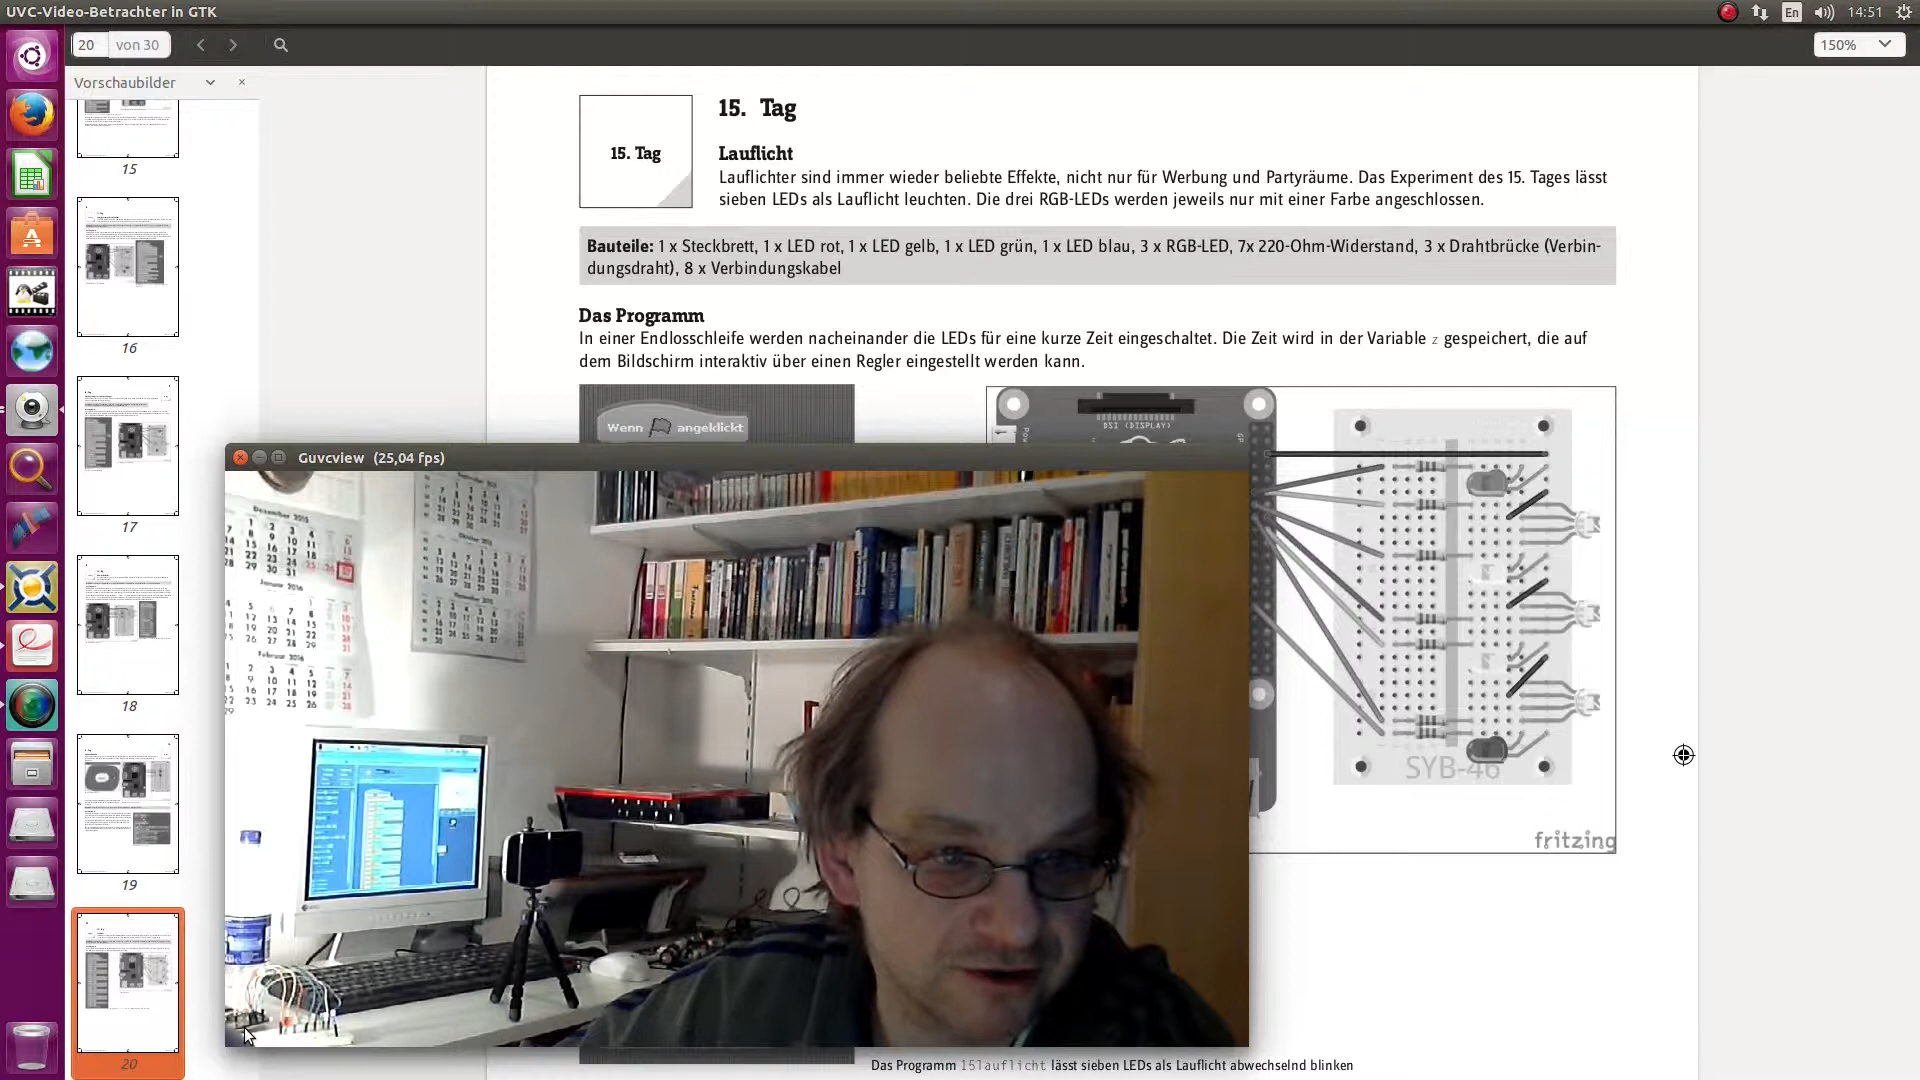 UVC-Video-Betrachter in GTK
En
14:51
20 von 30
150%
Vorschaubilder
15
16
17
18
19
20
15. Tag
15. Tag
Lauflicht
Lauflichter sind immer wieder beliebte Effekte, nicht nur für Werbung und Partyräume. Das Experiment des 15. Tages lässt
sieben LEDs als Lauflicht leuchten. Die drei RGB-LEDs werden jeweils nur mit einer Farbe angeschlossen.
Bauteile: 1 x Steckbrett, 1 x LED rot, 1 x LED gelb, 1 x LED grün, 1 x LED blau, 3 x RGB-LED, 7x 220-Ohm-Widerstand, 3 x Drahtbrücke (Verbin-
dungsdraht), 8 x Verbindungskabel
Das Programm
In einer Endlosschleife werden nacheinander die LEDs für eine kurze Zeit eingeschaltet. Die Zeit wird in der Variable z gespeichert, die auf
dem Bildschirm interaktiv über einen Regler eingestellt werden kann.
Wenn angeklickt
DSI (DISPLAY)
Guvcview (25,04 fps)
Dezember 2015
Januar 2016
Februar 2016
SYB-46
fritzing
Das Programm 15lauflicht lässt sieben LEDs als Lauflicht abwechselnd blinken